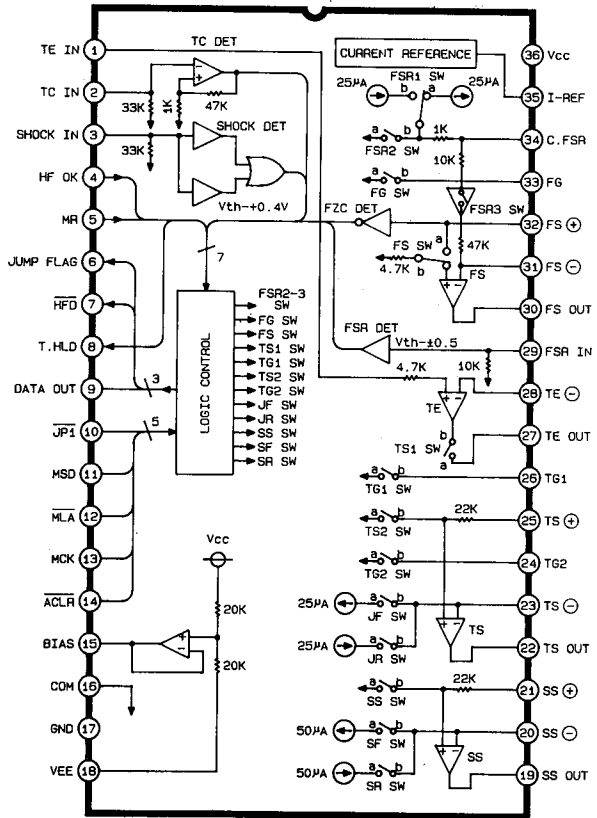 TE IN 1
TC IN 2
SHOCK IN 3
HF OK 4
MR 5
JUMP FLAG 6
HFD 7
T.HLD 8
DATA OUT 9
JP1 10
MSD 11
MLA 12
MCK 13
ACLR 14
BIAS 15
COM 16
GND 17
VEE 18
TC DET
33K
1K
47K
33K
SHOCK DET
Vth-+0.4V
7
3
5
LOGIC CONTROL
FSR2-3
SW
FG SW
FS SW
TS1 SW
TG1 SW
TS2 SW
TG2 SW
JF SW
JR SW
SS SW
SF SW
SR SW
Vcc
20K
20K
+
-
CURRENT REFERENCE
25μA FSR1 SW 25μA
b a
a b
FSR2 SW
1K
10K
a b
FG SW
FSR3 SW
FZC DET
FS SW
a
b
4.7K
47K
FS
FSR DET
Vth-±0.5
10K
4.7K
TE
TS1 SW
b
a
a b
TG1 SW
a b
TS2 SW
22K
a b
TG2 SW
25μA a b
JF SW
25μA a b
JR SW
TS
a b
SS SW
22K
50μA a b
SF SW
50μA a b
SR SW
SS
36 Vcc
35 I-REF
34 C.FSR
33 FG
32 FS ⊕
31 FS ⊖
30 FS OUT
29 FSR IN
28 TE ⊖
27 TE OUT
26 TG1
25 TS ⊕
24 TG2
23 TS ⊖
22 TS OUT
21 SS ⊕
20 SS ⊖
19 SS OUT